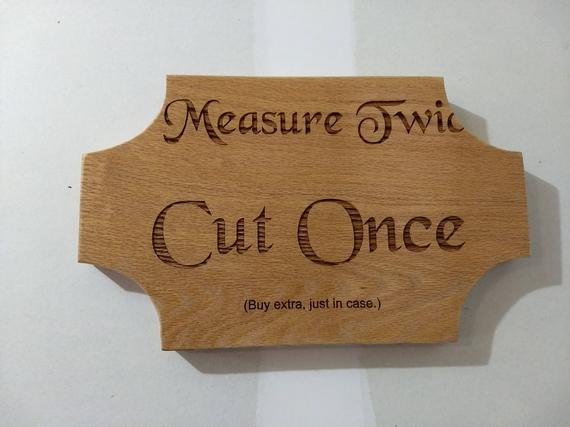 Measure Twic
Cut Once
(Buy extra, just in case.)